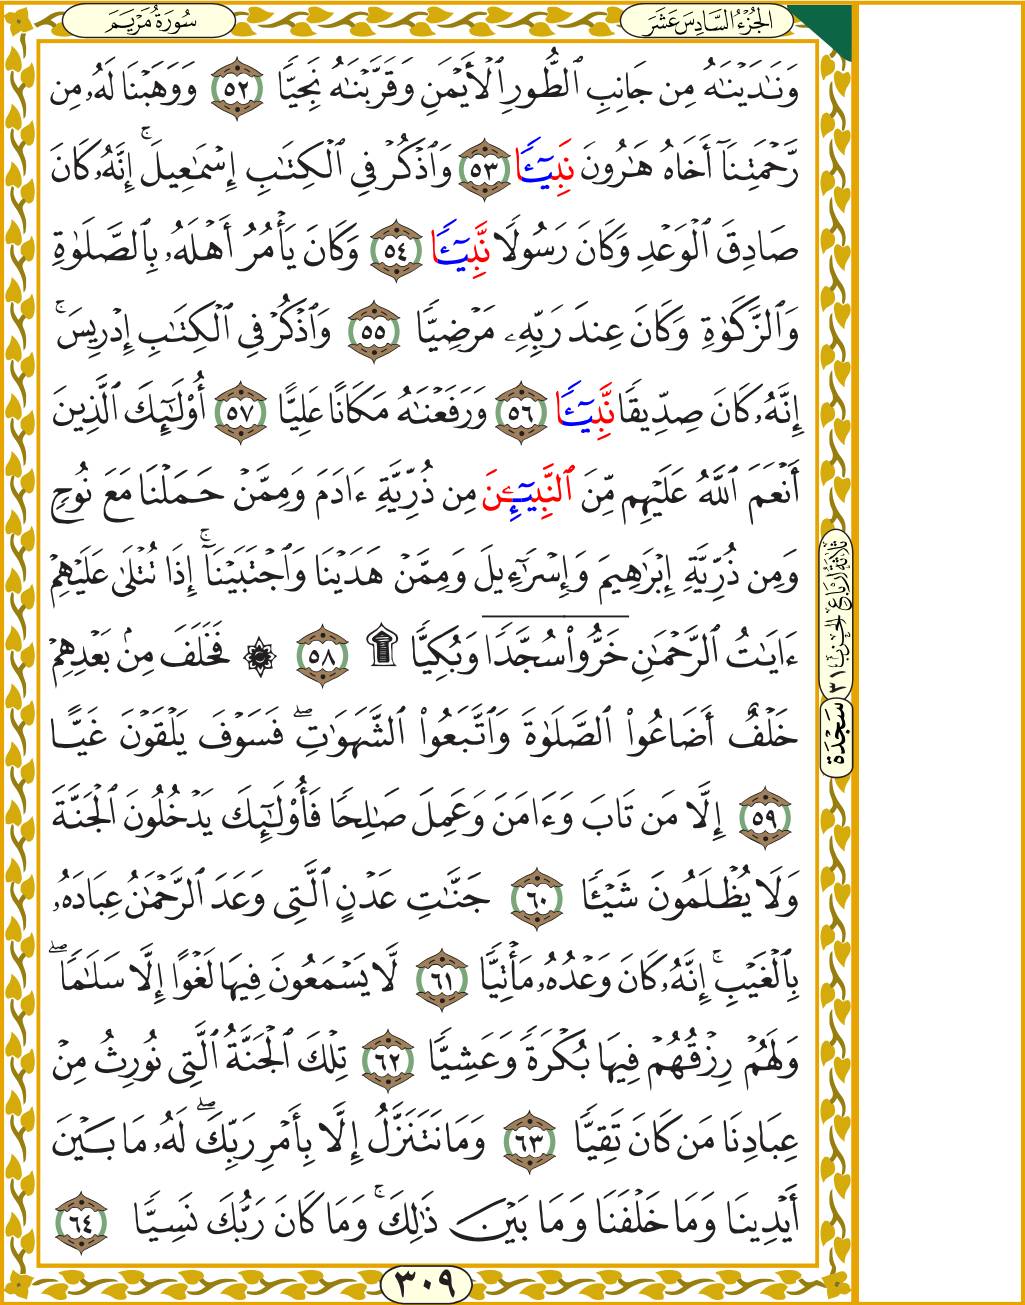 سُورَةُ مَرْيَم
الجُزْءُ السَّادِسَ عَشَرَ
وَنَٰدَيْنَٰهُ مِن جَانِبِ ٱلطُّورِ ٱلْأَيْمَنِ وَقَرَّبْنَٰهُ نَجِيًّا ٥٢ وَوَهَبْنَا لَهُۥ مِن
رَّحْمَتِنَآ أَخَاهُ هَٰرُونَ نَبِيٓـًٔا ٥٣ وَٱذْكُرْ فِي ٱلْكِتَٰبِ إِسْمَٰعِيلَ ۚ إِنَّهُۥ كَانَ
صَادِقَ ٱلْوَعْدِ وَكَانَ رَسُولًا نَّبِيٓـًٔا ٥٤ وَكَانَ يَأْمُرُ أَهْلَهُۥ بِٱلصَّلَوٰةِ
وَٱلزَّكَوٰةِ وَكَانَ عِندَ رَبِّهِۦ مَرْضِيًّا ٥٥ وَٱذْكُرْ فِي ٱلْكِتَٰبِ إِدْرِيسَ ۚ
إِنَّهُۥ كَانَ صِدِّيقًا نَّبِيٓـًٔا ٥٦ وَرَفَعْنَٰهُ مَكَانًا عَلِيًّا ٥٧ أُوْلَٰٓئِكَ ٱلَّذِينَ
أَنْعَمَ ٱللَّهُ عَلَيْهِم مِّنَ ٱلنَّبِيٓـِٔينَ مِن ذُرِّيَّةِ ءَادَمَ وَمِمَّنْ حَمَلْنَا مَعَ نُوحٍ
وَمِن ذُرِّيَّةِ إِبْرَٰهِيمَ وَإِسْرَٰٓءِيلَ وَمِمَّنْ هَدَيْنَا وَٱجْتَبَيْنَآ ۚ إِذَا تُتْلَىٰ عَلَيْهِمْ
ءَايَٰتُ ٱلرَّحْمَٰنِ خَرُّوا۟ سُجَّدًا وَبُكِيًّا ۩ ٥٨ ۞ فَخَلَفَ مِنۢ بَعْدِهِمْ
خَلْفٌ أَضَاعُوا۟ ٱلصَّلَوٰةَ وَٱتَّبَعُوا۟ ٱلشَّهَوَٰتِ ۖ فَسَوْفَ يَلْقَوْنَ غَيًّا
٥٩ إِلَّا مَن تَابَ وَءَامَنَ وَعَمِلَ صَٰلِحًا فَأُوْلَٰٓئِكَ يَدْخُلُونَ ٱلْجَنَّةَ
وَلَا يُظْلَمُونَ شَيْـًٔا ٦٠ جَنَّٰتِ عَدْنٍ ٱلَّتِي وَعَدَ ٱلرَّحْمَٰنُ عِبَادَهُۥ
بِٱلْغَيْبِ ۚ إِنَّهُۥ كَانَ وَعْدُهُۥ مَأْتِيًّا ٦١ لَّا يَسْمَعُونَ فِيهَا لَغْوًا إِلَّا سَلَٰمًا ۖ
وَلَهُمْ رِزْقُهُمْ فِيهَا بُكْرَةً وَعَشِيًّا ٦٢ تِلْكَ ٱلْجَنَّةُ ٱلَّتِي نُورِثُ مِنْ
عِبَادِنَا مَن كَانَ تَقِيًّا ٦٣ وَمَا نَتَنَزَّلُ إِلَّا بِأَمْرِ رَبِّكَ ۖ لَهُۥ مَا بَيْنَ
أَيْدِينَا وَمَا خَلْفَنَا وَمَا بَيْنَ ذَٰلِكَ ۚ وَمَا كَانَ رَبُّكَ نَسِيًّا ٦٤
ثلاثة أرباع الحزب ٣١
سَجْدَة
٣٠٩